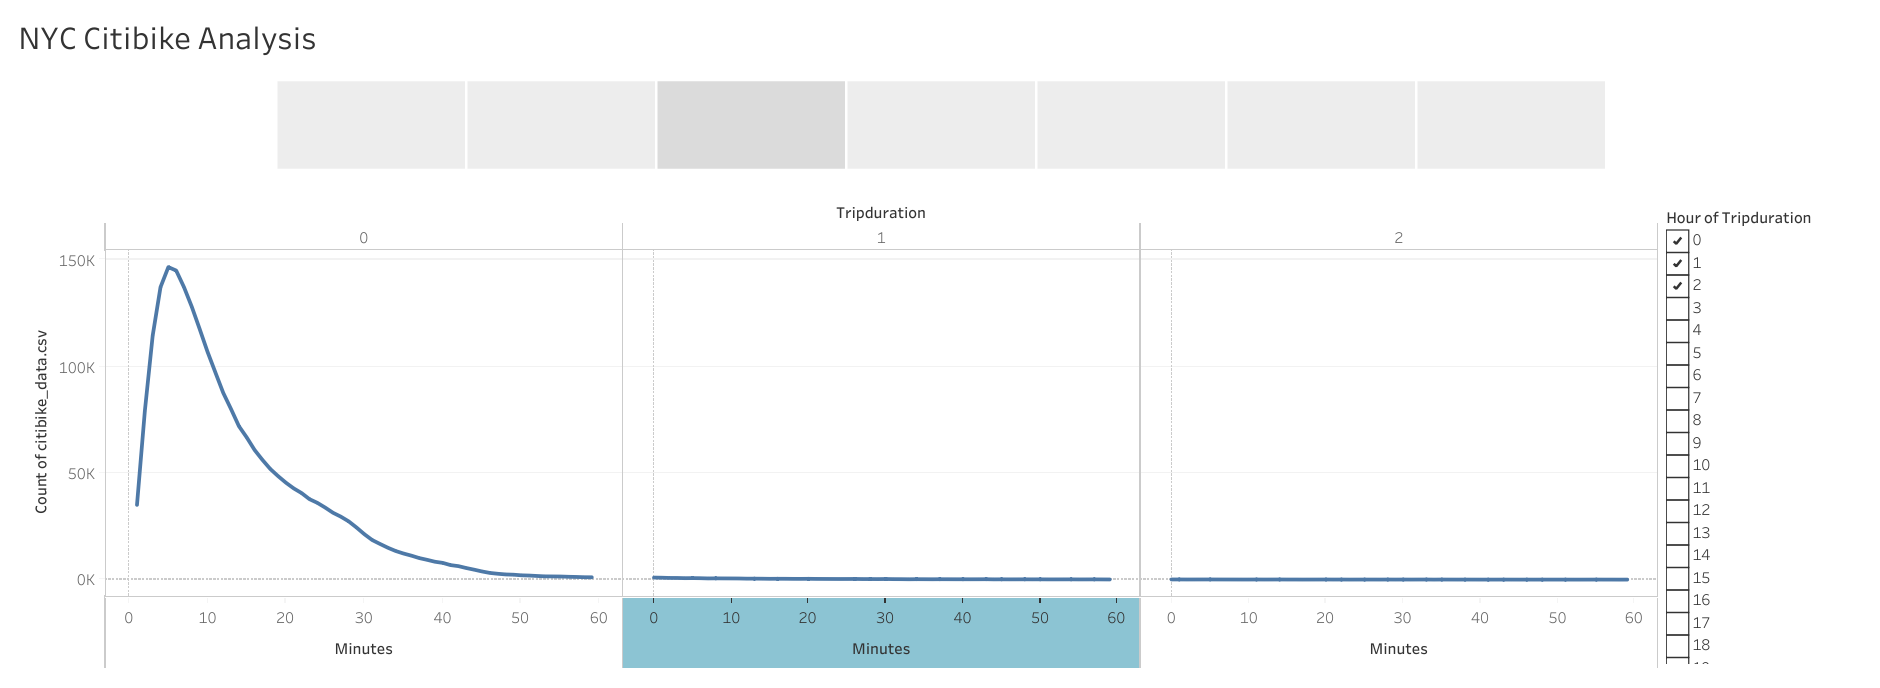 NYC Citibike Analysis
Tripduration
0 1 2
Count of citibike_data.csv
150K
100K
50K
0K
0 10 20 30 40 50 60 0 10 20 30 40 50 60 0 10 20 30 40 50 60
Minutes Minutes Minutes
Hour of Tripduration
0
1
2
3
4
5
6
7
8
9
10
11
12
13
14
15
16
17
18